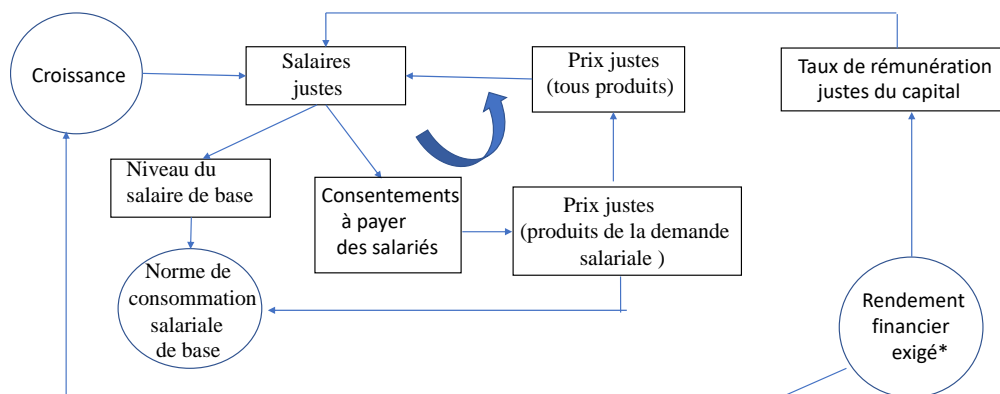 Croissance
Salaires
justes
Prix justes
(tous produits)
Taux de rémunération
justes du capital
Niveau du
salaire de base
Consentements
à payer
des salariés
Prix justes
(produits de la demande
salariale )
Norme de
consommation
salariale
de base
Rendement
financier
exigé*